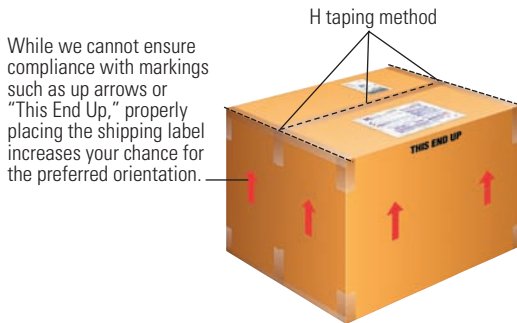 H taping method
While we cannot ensure
compliance with markings
such as up arrows or
“This End Up,” properly
placing the shipping label
increases your chance for
the preferred orientation.
THIS END UP